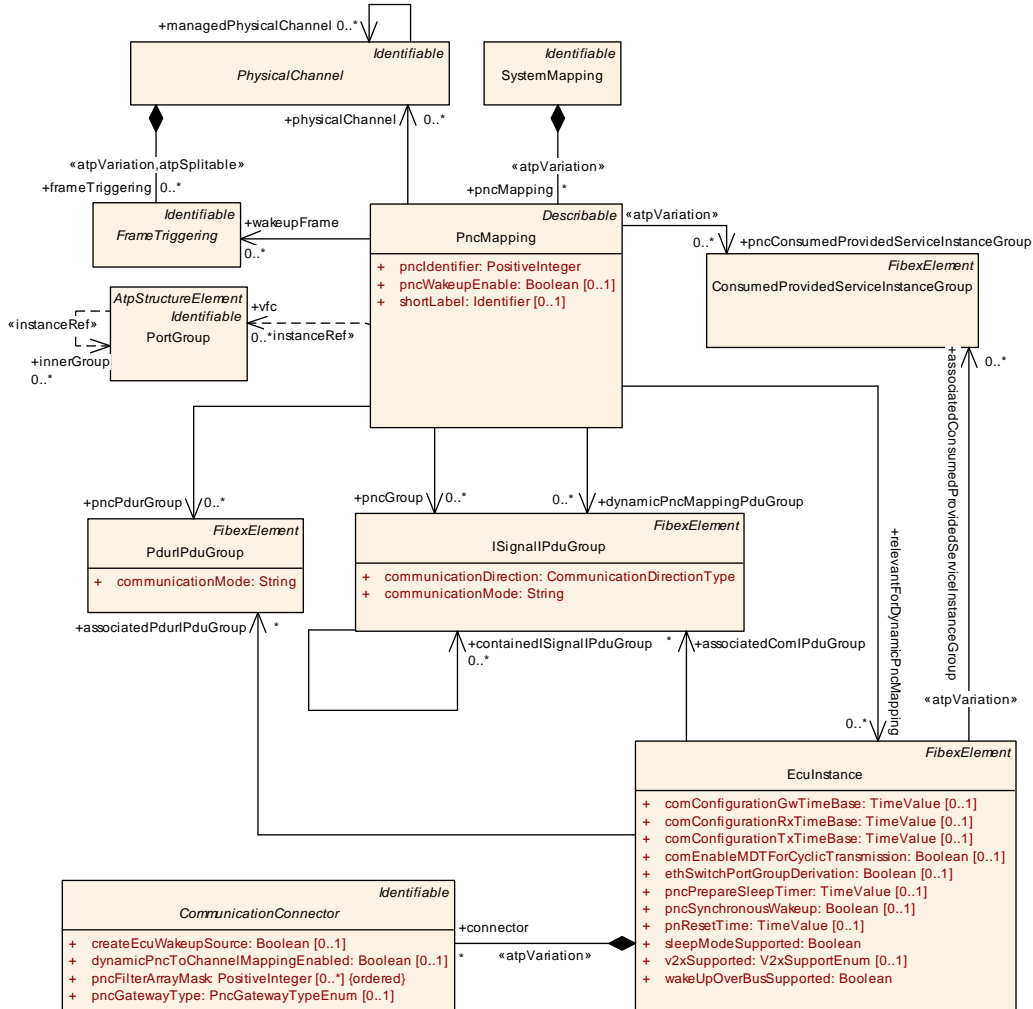 +managedPhysicalChannel 0..*
Identifiable
PhysicalChannel
Identifiable
SystemMapping
+physicalChannel
0..*
«atpVariation,atpSplitable»
+frameTriggering
0..*
«atpVariation»
+pncMapping
*
Identifiable
FrameTriggering
+wakeupFrame
0..*
Describable
PncMapping
+ pncIdentifier: PositiveInteger
+ pncWakeupEnable: Boolean [0..1]
+ shortLabel: Identifier [0..1]
«atpVariation»
0..*
+pncConsumedProvidedServiceInstanceGroup
FibexElement
ConsumedProvidedServiceInstanceGroup
AtpStructureElement
Identifiable
PortGroup
«instanceRef»
+innerGroup
0..*
+vfc
0..*
«instanceRef»
+associatedConsumedProvidedServiceInstanceGroup
0..*
+pncPdurGroup
0..*
+pncGroup
0..*
0..*
+dynamicPncMappingPduGroup
FibexElement
PdurIPduGroup
+ communicationMode: String
FibexElement
ISignalIPduGroup
+ communicationDirection: CommunicationDirectionType
+ communicationMode: String
+relevantForDynamicPncMapping
0..*
+associatedPdurIPduGroup
*
+containedISignalIPduGroup
0..*
*
+associatedComIPduGroup
«atpVariation»
FibexElement
EcuInstance
+ comConfigurationGwTimeBase: TimeValue [0..1]
+ comConfigurationRxTimeBase: TimeValue [0..1]
+ comConfigurationTxTimeBase: TimeValue [0..1]
+ comEnableMDTForCyclicTransmission: Boolean [0..1]
+ ethSwitchPortGroupDerivation: Boolean [0..1]
+ pncPrepareSleepTimer: TimeValue [0..1]
+ pncSynchronousWakeup: Boolean [0..1]
+ pnResetTime: TimeValue [0..1]
+ sleepModeSupported: Boolean
+ v2xSupported: V2xSupportEnum [0..1]
+ wakeUpOverBusSupported: Boolean
Identifiable
CommunicationConnector
+ createEcuWakeupSource: Boolean [0..1]
+ dynamicPncToChannelMappingEnabled: Boolean [0..1]
+ pncFilterArrayMask: PositiveInteger [0..*] {ordered}
+ pncGatewayType: PncGatewayTypeEnum [0..1]
+connector
*
«atpVariation»